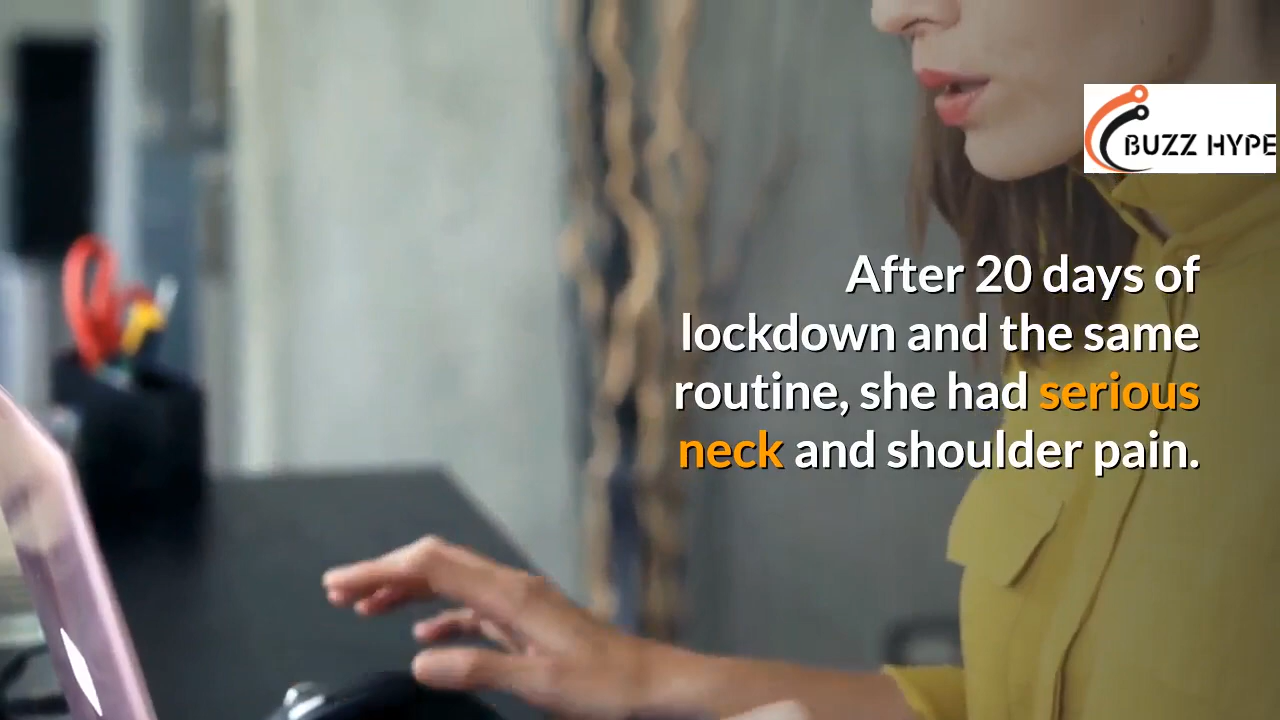 BUZZ HYPE
After 20 days of
lockdown and the same
routine, she had serious
neck and shoulder pain.